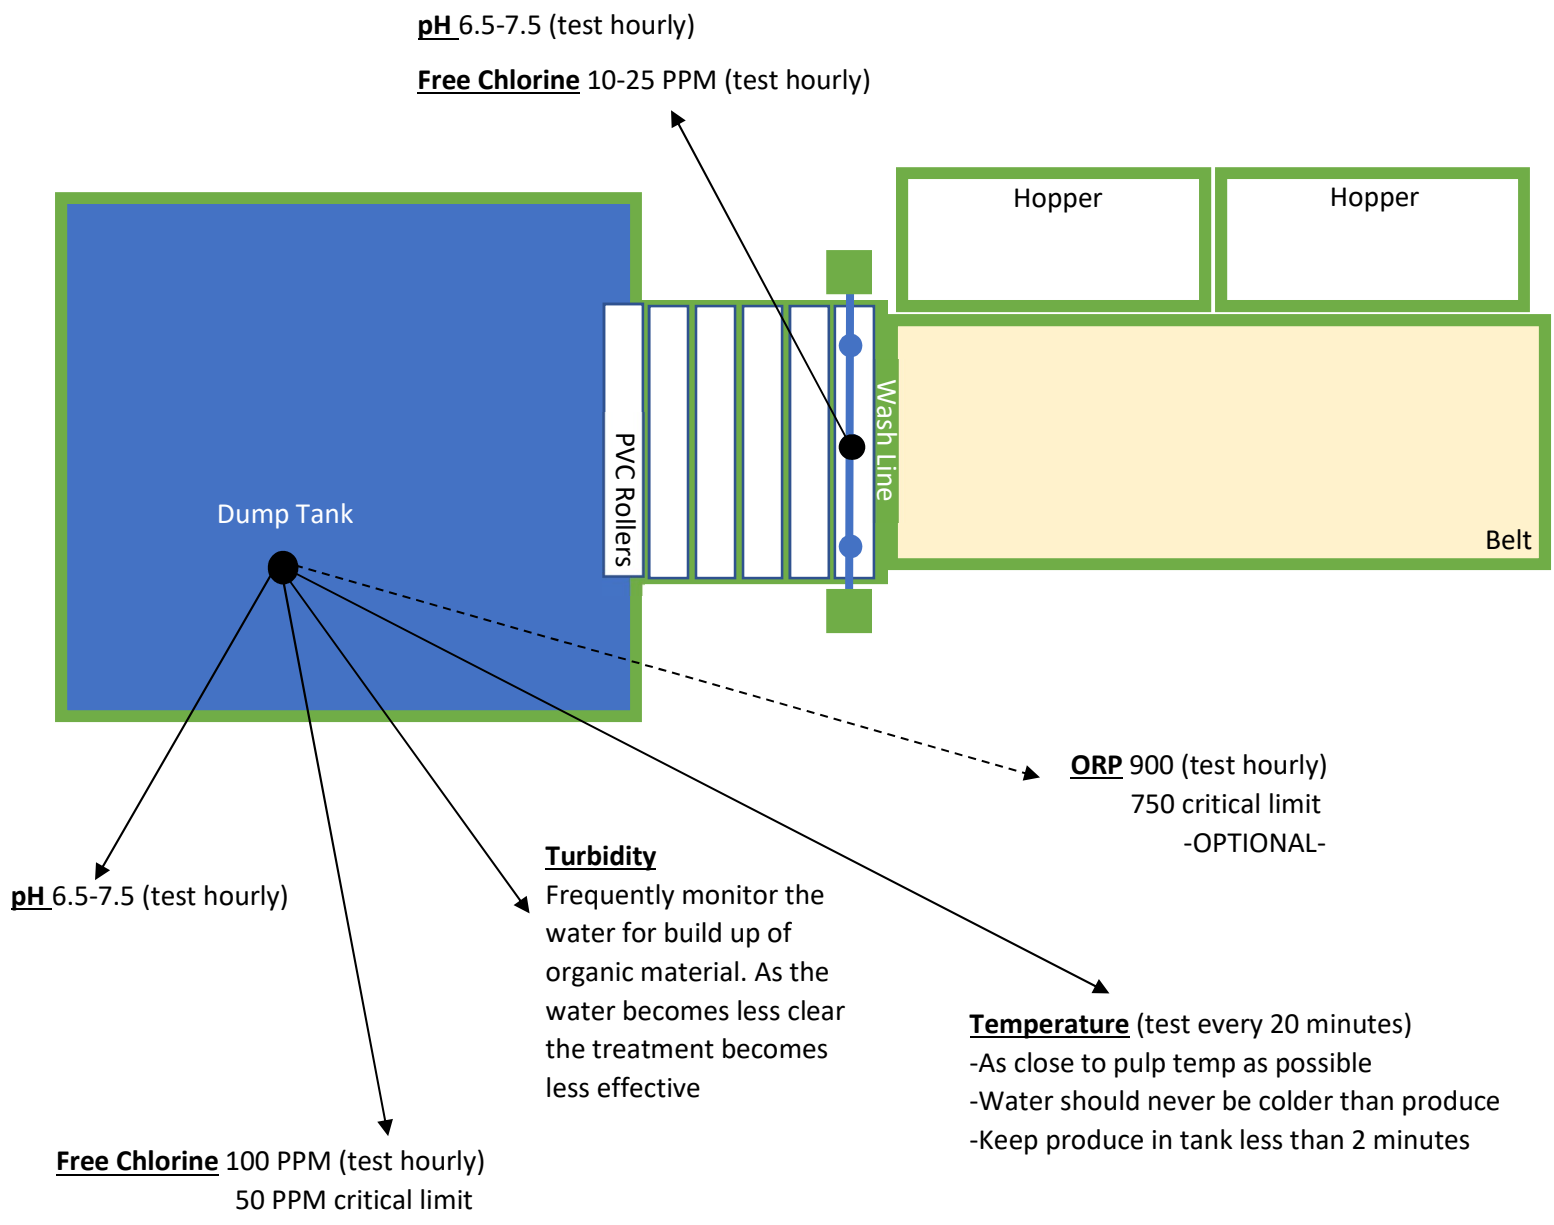 pH 6.5-7.5 (test hourly)
Free Chlorine 10-25 PPM (test hourly)
Hopper
Hopper
Wash Line
PVC Rollers
Dump Tank
Belt
ORP 900 (test hourly)
750 critical limit
-OPTIONAL-
pH 6.5-7.5 (test hourly)
Turbidity
Frequently monitor the
water for build up of
organic material. As the
water becomes less clear
the treatment becomes
less effective
Temperature (test every 20 minutes)
-As close to pulp temp as possible
-Water should never be colder than produce
-Keep produce in tank less than 2 minutes
Free Chlorine 100 PPM (test hourly)
50 PPM critical limit